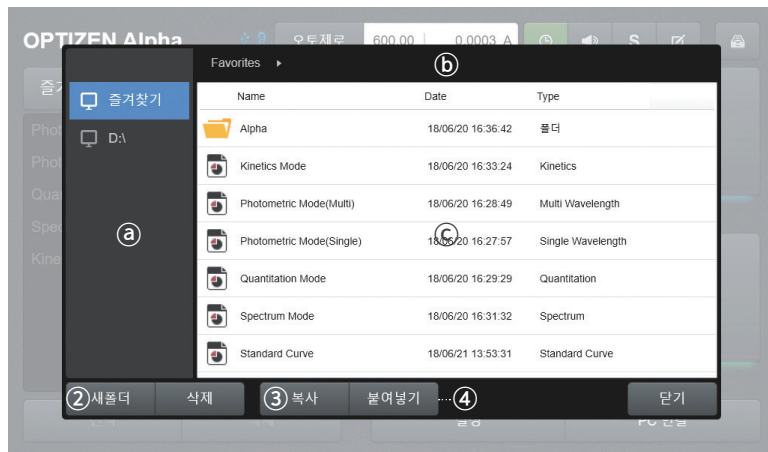 OPTIZEN Alpha
오토제로 600.00 0.0003 A S
Favorites ▸ ⓑ
즐겨찾기
D:\
ⓐ
Name Date Type
Alpha 18/06/20 16:36:42 폴더
Kinetics Mode 18/06/20 16:33:24 Kinetics
Photometric Mode(Multi) 18/06/20 16:28:49 Multi Wavelength
Photometric Mode(Single) 18/06/20 16:27:57 Single Wavelength
ⓒ
Quantitation Mode 18/06/20 16:29:29 Quantitation
Spectrum Mode 18/06/20 16:31:32 Spectrum
Standard Curve 18/06/21 13:53:31 Standard Curve
②새폴더 삭제 ③복사 붙여넣기 ····④ 닫기
PC 연결